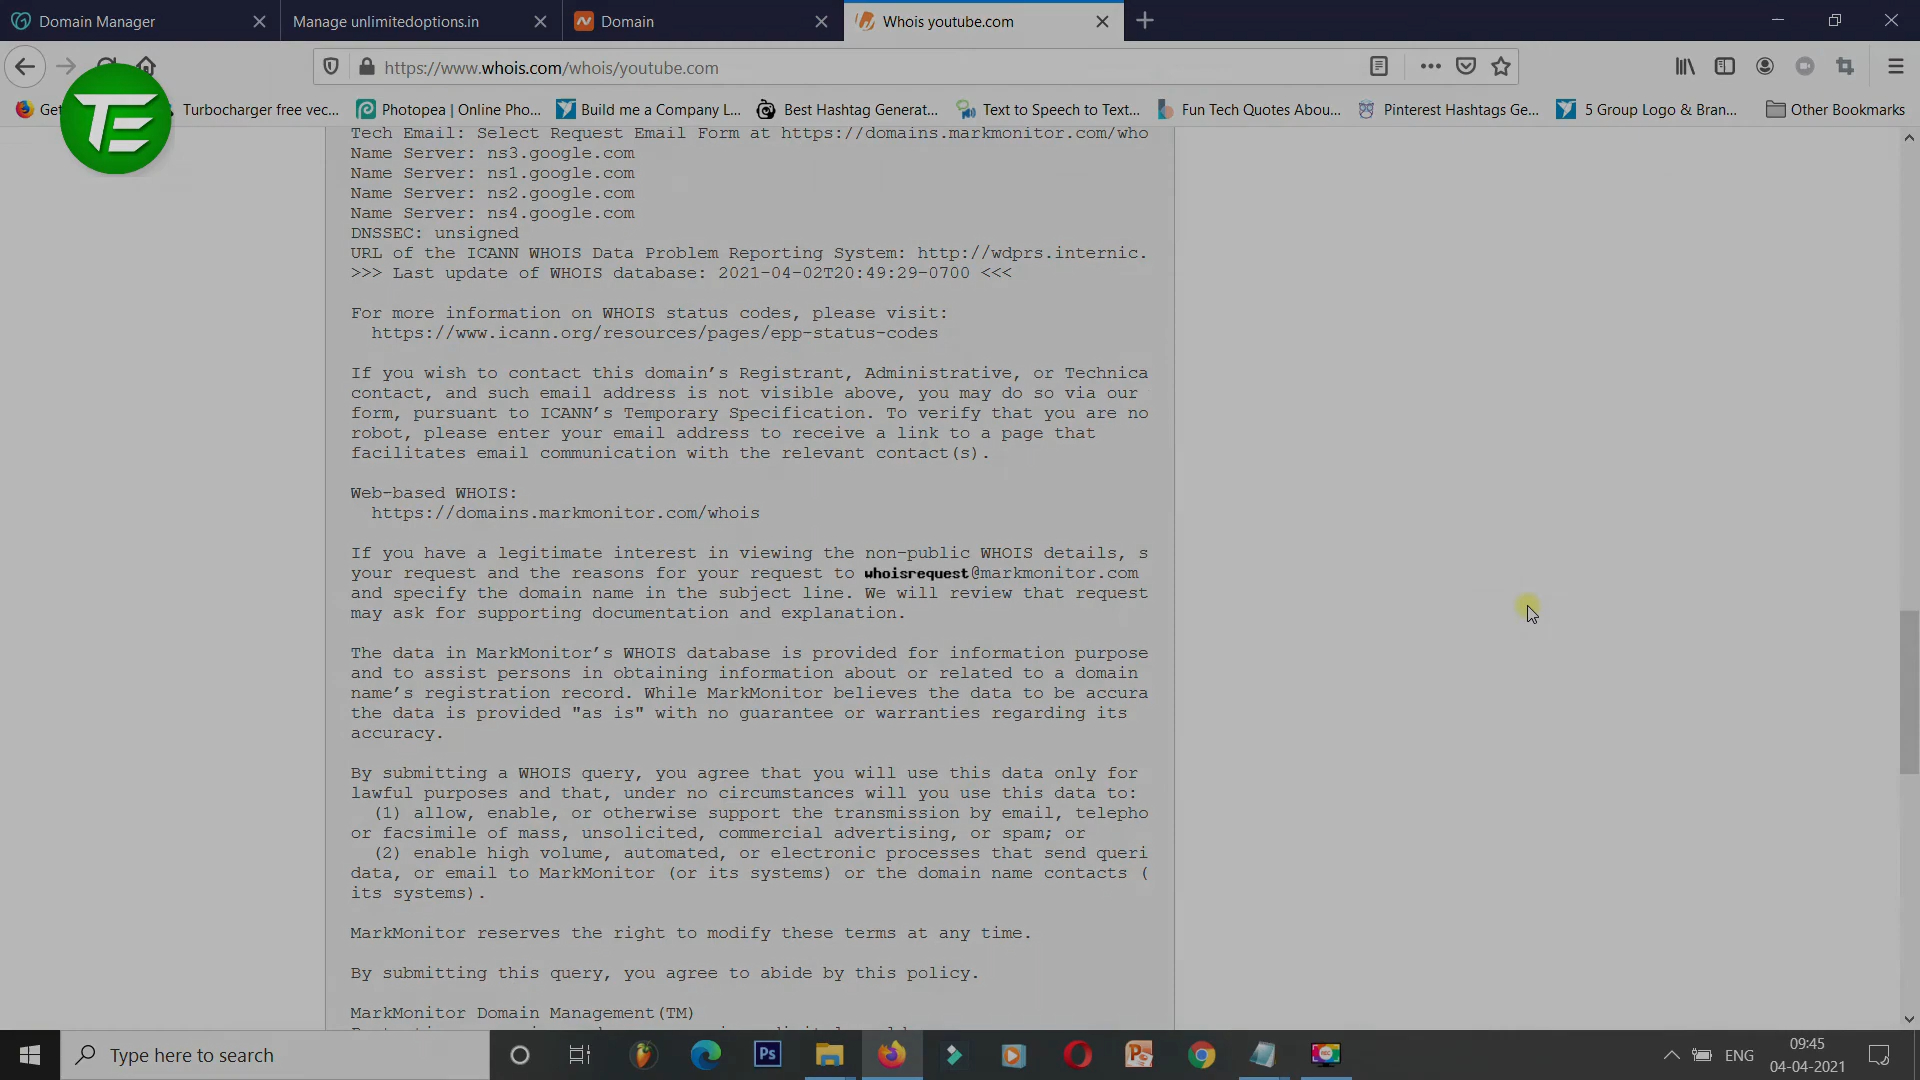 Domain Manager
Manage unlimitedoptions.in
Domain
Whois youtube.com
https://www.whois.com/whois/youtube.com
TE
Get
Turbocharger free vec...
Photopea | Online Pho...
Build me a Company L...
Best Hashtag Generat...
Text to Speech to Text...
Fun Tech Quotes Abou...
Pinterest Hashtags Ge...
5 Group Logo & Bran...
Other Bookmarks
Tech Email: Select Request Email Form at https://domains.markmonitor.com/who
Name Server: ns3.google.com
Name Server: ns1.google.com
Name Server: ns2.google.com
Name Server: ns4.google.com
DNSSEC: unsigned
URL of the ICANN WHOIS Data Problem Reporting System: http://wdprs.internic.
>>> Last update of WHOIS database: 2021-04-02T20:49:29-0700 <<<
For more information on WHOIS status codes, please visit:
https://www.icann.org/resources/pages/epp-status-codes
If you wish to contact this domain’s Registrant, Administrative, or Technica
contact, and such email address is not visible above, you may do so via our
form, pursuant to ICANN’s Temporary Specification. To verify that you are no
robot, please enter your email address to receive a link to a page that
facilitates email communication with the relevant contact(s).
Web-based WHOIS:
https://domains.markmonitor.com/whois
If you have a legitimate interest in viewing the non-public WHOIS details, s
your request and the reasons for your request to whoisrequest@markmonitor.com
and specify the domain name in the subject line. We will review that request
may ask for supporting documentation and explanation.
The data in MarkMonitor’s WHOIS database is provided for information purpose
and to assist persons in obtaining information about or related to a domain
name’s registration record. While MarkMonitor believes the data to be accura
the data is provided "as is" with no guarantee or warranties regarding its
accuracy.
By submitting a WHOIS query, you agree that you will use this data only for
lawful purposes and that, under no circumstances will you use this data to:
(1) allow, enable, or otherwise support the transmission by email, telepho
or facsimile of mass, unsolicited, commercial advertising, or spam; or
(2) enable high volume, automated, or electronic processes that send queri
data, or email to MarkMonitor (or its systems) or the domain name contacts (
its systems).
MarkMonitor reserves the right to modify these terms at any time.
By submitting this query, you agree to abide by this policy.
MarkMonitor Domain Management(TM)
Type here to search
Ps
ENG
09:45
04-04-2021